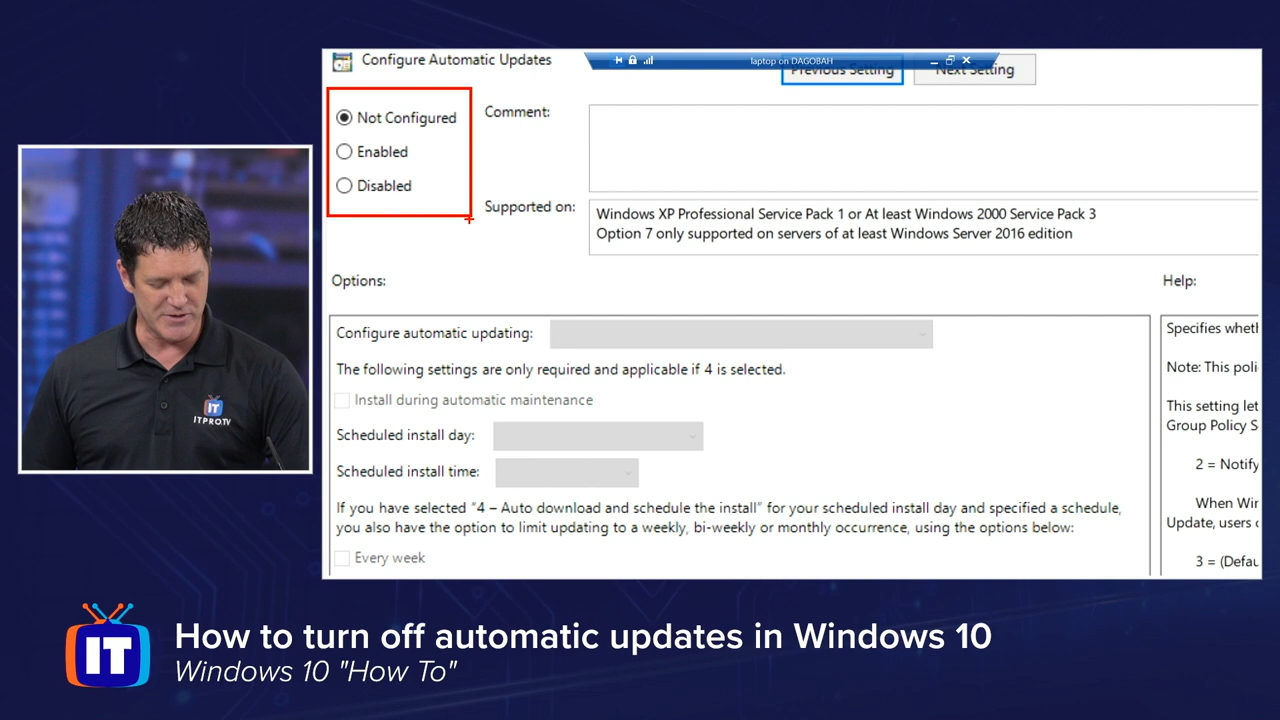 Configure Automatic Updates
laptop on DAGOBAH
Previous Setting
Next Setting
Not Configured
Enabled
Disabled
Comment:
Supported on:
Windows XP Professional Service Pack 1 or At least Windows 2000 Service Pack 3
Option 7 only supported on servers of at least Windows Server 2016 edition
Options:
Help:
Configure automatic updating:
The following settings are only required and applicable if 4 is selected.
Install during automatic maintenance
Scheduled install day:
Scheduled install time:
If you have selected "4 – Auto download and schedule the install" for your scheduled install day and specified a schedule,
you also have the option to limit updating to a weekly, bi-weekly or monthly occurrence, using the options below:
Every week
Specifies wheth
Note: This poli
This setting let
Group Policy S
2 = Notify
When Win
Update, users c
3 = (Defau
IT
ITPRO.TV
IT
How to turn off automatic updates in Windows 10
Windows 10 "How To"